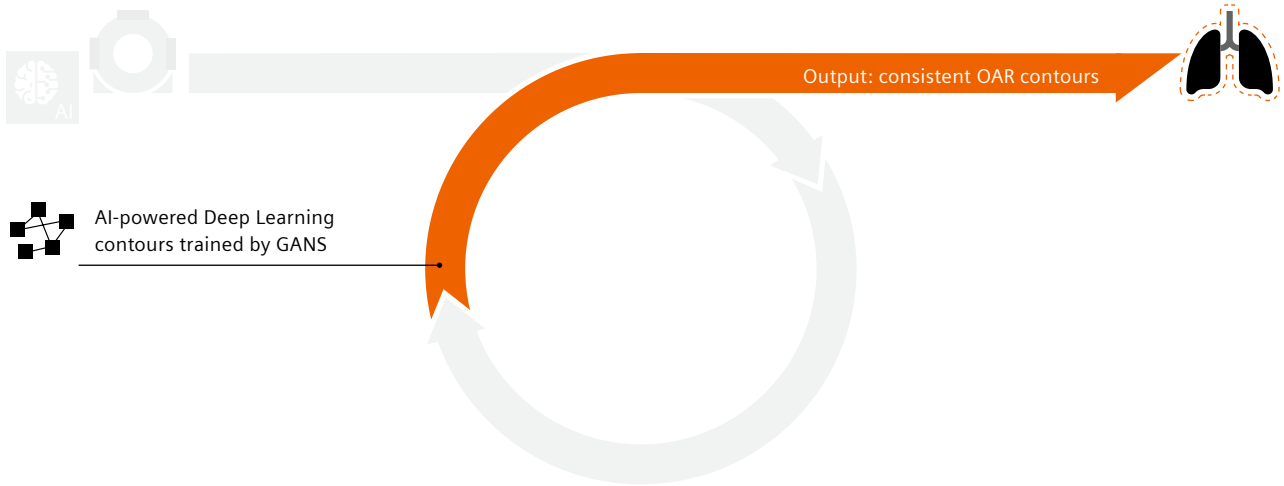 Output: consistent OAR contours
AI
AI-powered Deep Learning
contours trained by GANS